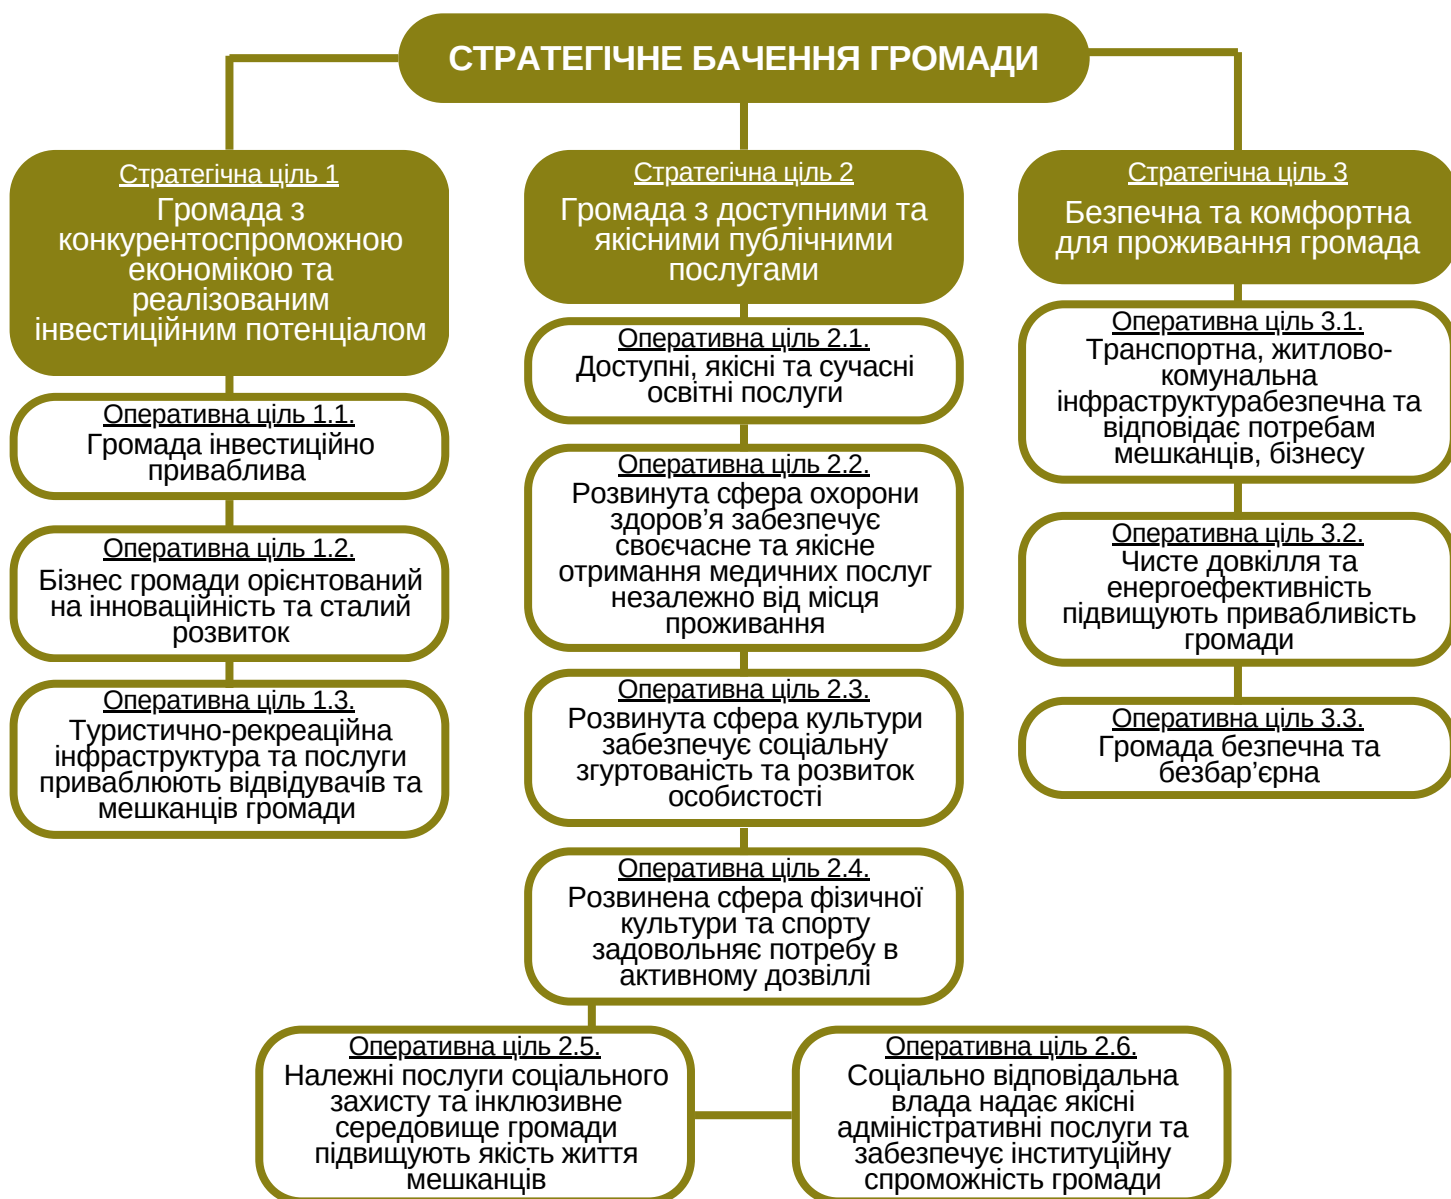 СТРАТЕГІЧНЕ БАЧЕННЯ ГРОМАДИ
Стратегічна ціль 1
Громада з
конкурентоспроможною
економікою та
реалізованим
інвестиційним потенціалом
Оперативна ціль 1.1.
Громада інвестиційно
приваблива
Оперативна ціль 1.2.
Бізнес громади орієнтований
на інноваційність та сталий
розвиток
Оперативна ціль 1.3.
Туристично-рекреаційна
інфраструктура та послуги
приваблюють відвідувачів та
мешканців громади
Стратегічна ціль 2
Громада з доступними та
якісними публічними
послугами
Оперативна ціль 2.1.
Доступні, якісні та сучасні
освітні послуги
Оперативна ціль 2.2.
Розвинута сфера охорони
здоров’я забезпечує
своєчасне та якісне
отримання медичних послуг
незалежно від місця
проживання
Оперативна ціль 2.3.
Розвинута сфера культури
забезпечує соціальну
згуртованість та розвиток
особистості
Оперативна ціль 2.4.
Розвинена сфера фізичної
культури та спорту
задовольняє потребу в
активному дозвіллі
Оперативна ціль 2.5.
Належні послуги соціального
захисту та інклюзивне
середовище громади
підвищують якість життя
мешканців
Оперативна ціль 2.6.
Соціально відповідальна
влада надає якісні
адміністративні послуги та
забезпечує інституційну
спроможність громади
Стратегічна ціль 3
Безпечна та комфортна
для проживання громада
Оперативна ціль 3.1.
Транспортна, житлово-
комунальна
інфраструктурабезпечна та
відповідає потребам
мешканців, бізнесу
Оперативна ціль 3.2.
Чисте довкілля та
енергоефективність
підвищують привабливість
громади
Оперативна ціль 3.3.
Громада безпечна та
безбар’єрна